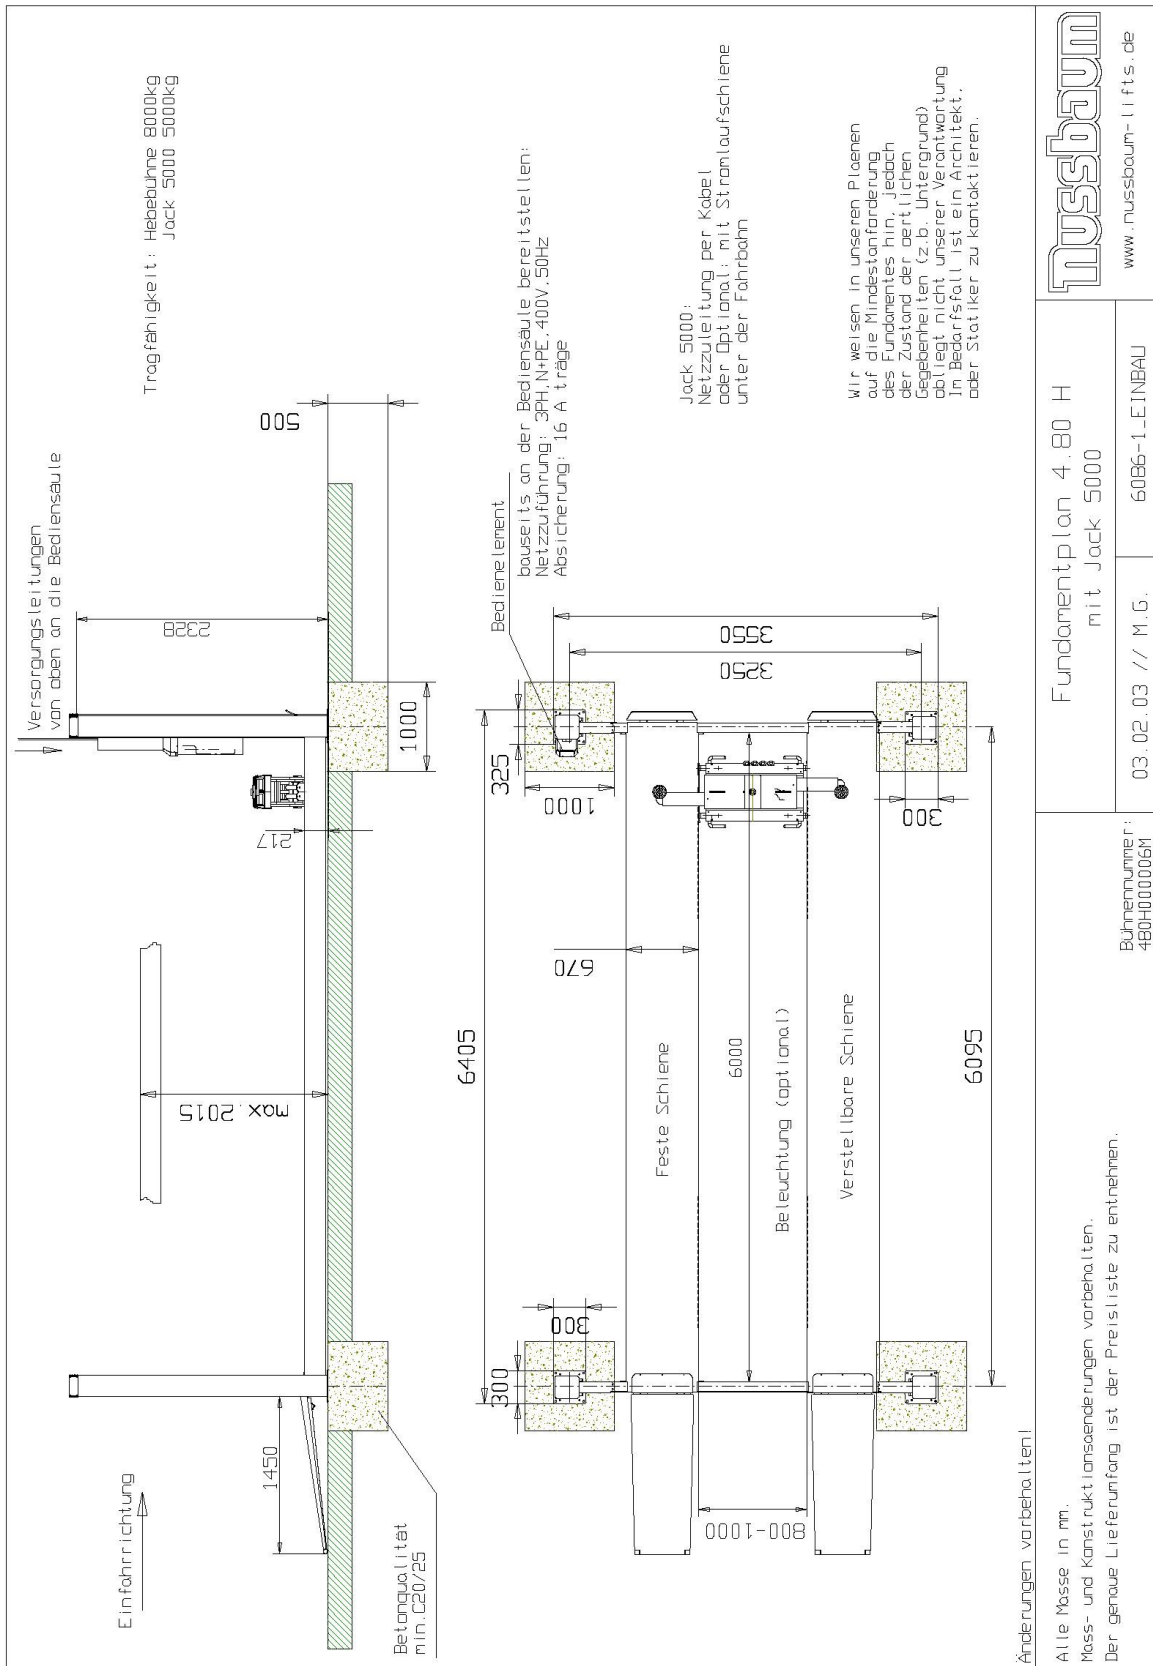 Versorgungsleitungen
von oben an die Bediensäule
Tragfähigkeit: Hebebühne 8000kg
Jack 5000 5000kg
Einfahrrichtung
1450
max. 2015
217
2328
500
1000
Betonqualität
min.C20/25
Bedienelement
bauseits an der Bediensäule bereitstellen:
Netzzuführung: 3PH,N+PE,400V,50Hz
Absicherung: 16 A träge
6405
300
300
325
1000
670
3250
3550
Feste Schiene
6000
Beleuchtung (optional)
Verstellbare Schiene
800-1000
300
6095
Jack 5000:
Netzzuleitung per Kabel
oder Optional: mit Stromlaufschiene
unter der Fahrbahn
Wir weisen in unseren Plaenen
auf die Mindestanforderung
des Fundamentes hin, jedoch
der Zustand der oertlichen
Gegebenheiten (z.b. Untergrund)
obliegt nicht unserer Verantwortung
Im Bedarfsfall ist ein Architekt.
oder Statiker zu kontaktieren.
Änderungen vorbehalten!
Alle Masse in mm.
Mass- und Konstruktionsaenderungen vorbehalten.
Der genaue Lieferumfang ist der Preisliste zu entnehmen.
Bühnennummer:
480H000006M
Fundamentplan 4.80 H
mit Jack 5000
03.02.03 // M.G.
6086-1_EINBAU
nussbaum
www.nussbaum-lifts.de